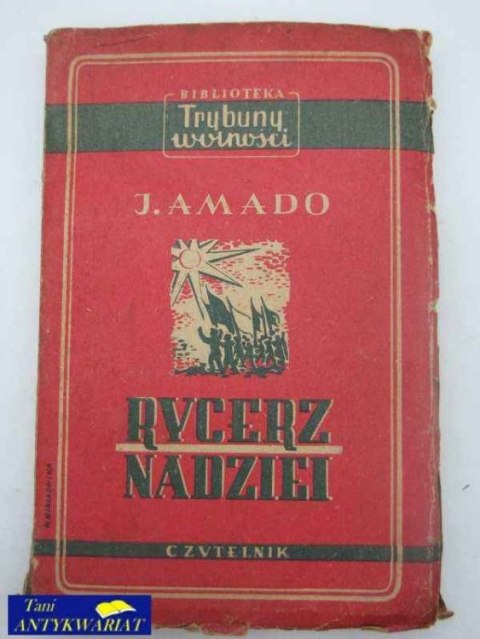 BIBLIOTEKA
Trybuny
wolności
J. AMADO
RYCERZ
NADZIEI
CZYTELNIK
Tani
ANTYKWARIAT